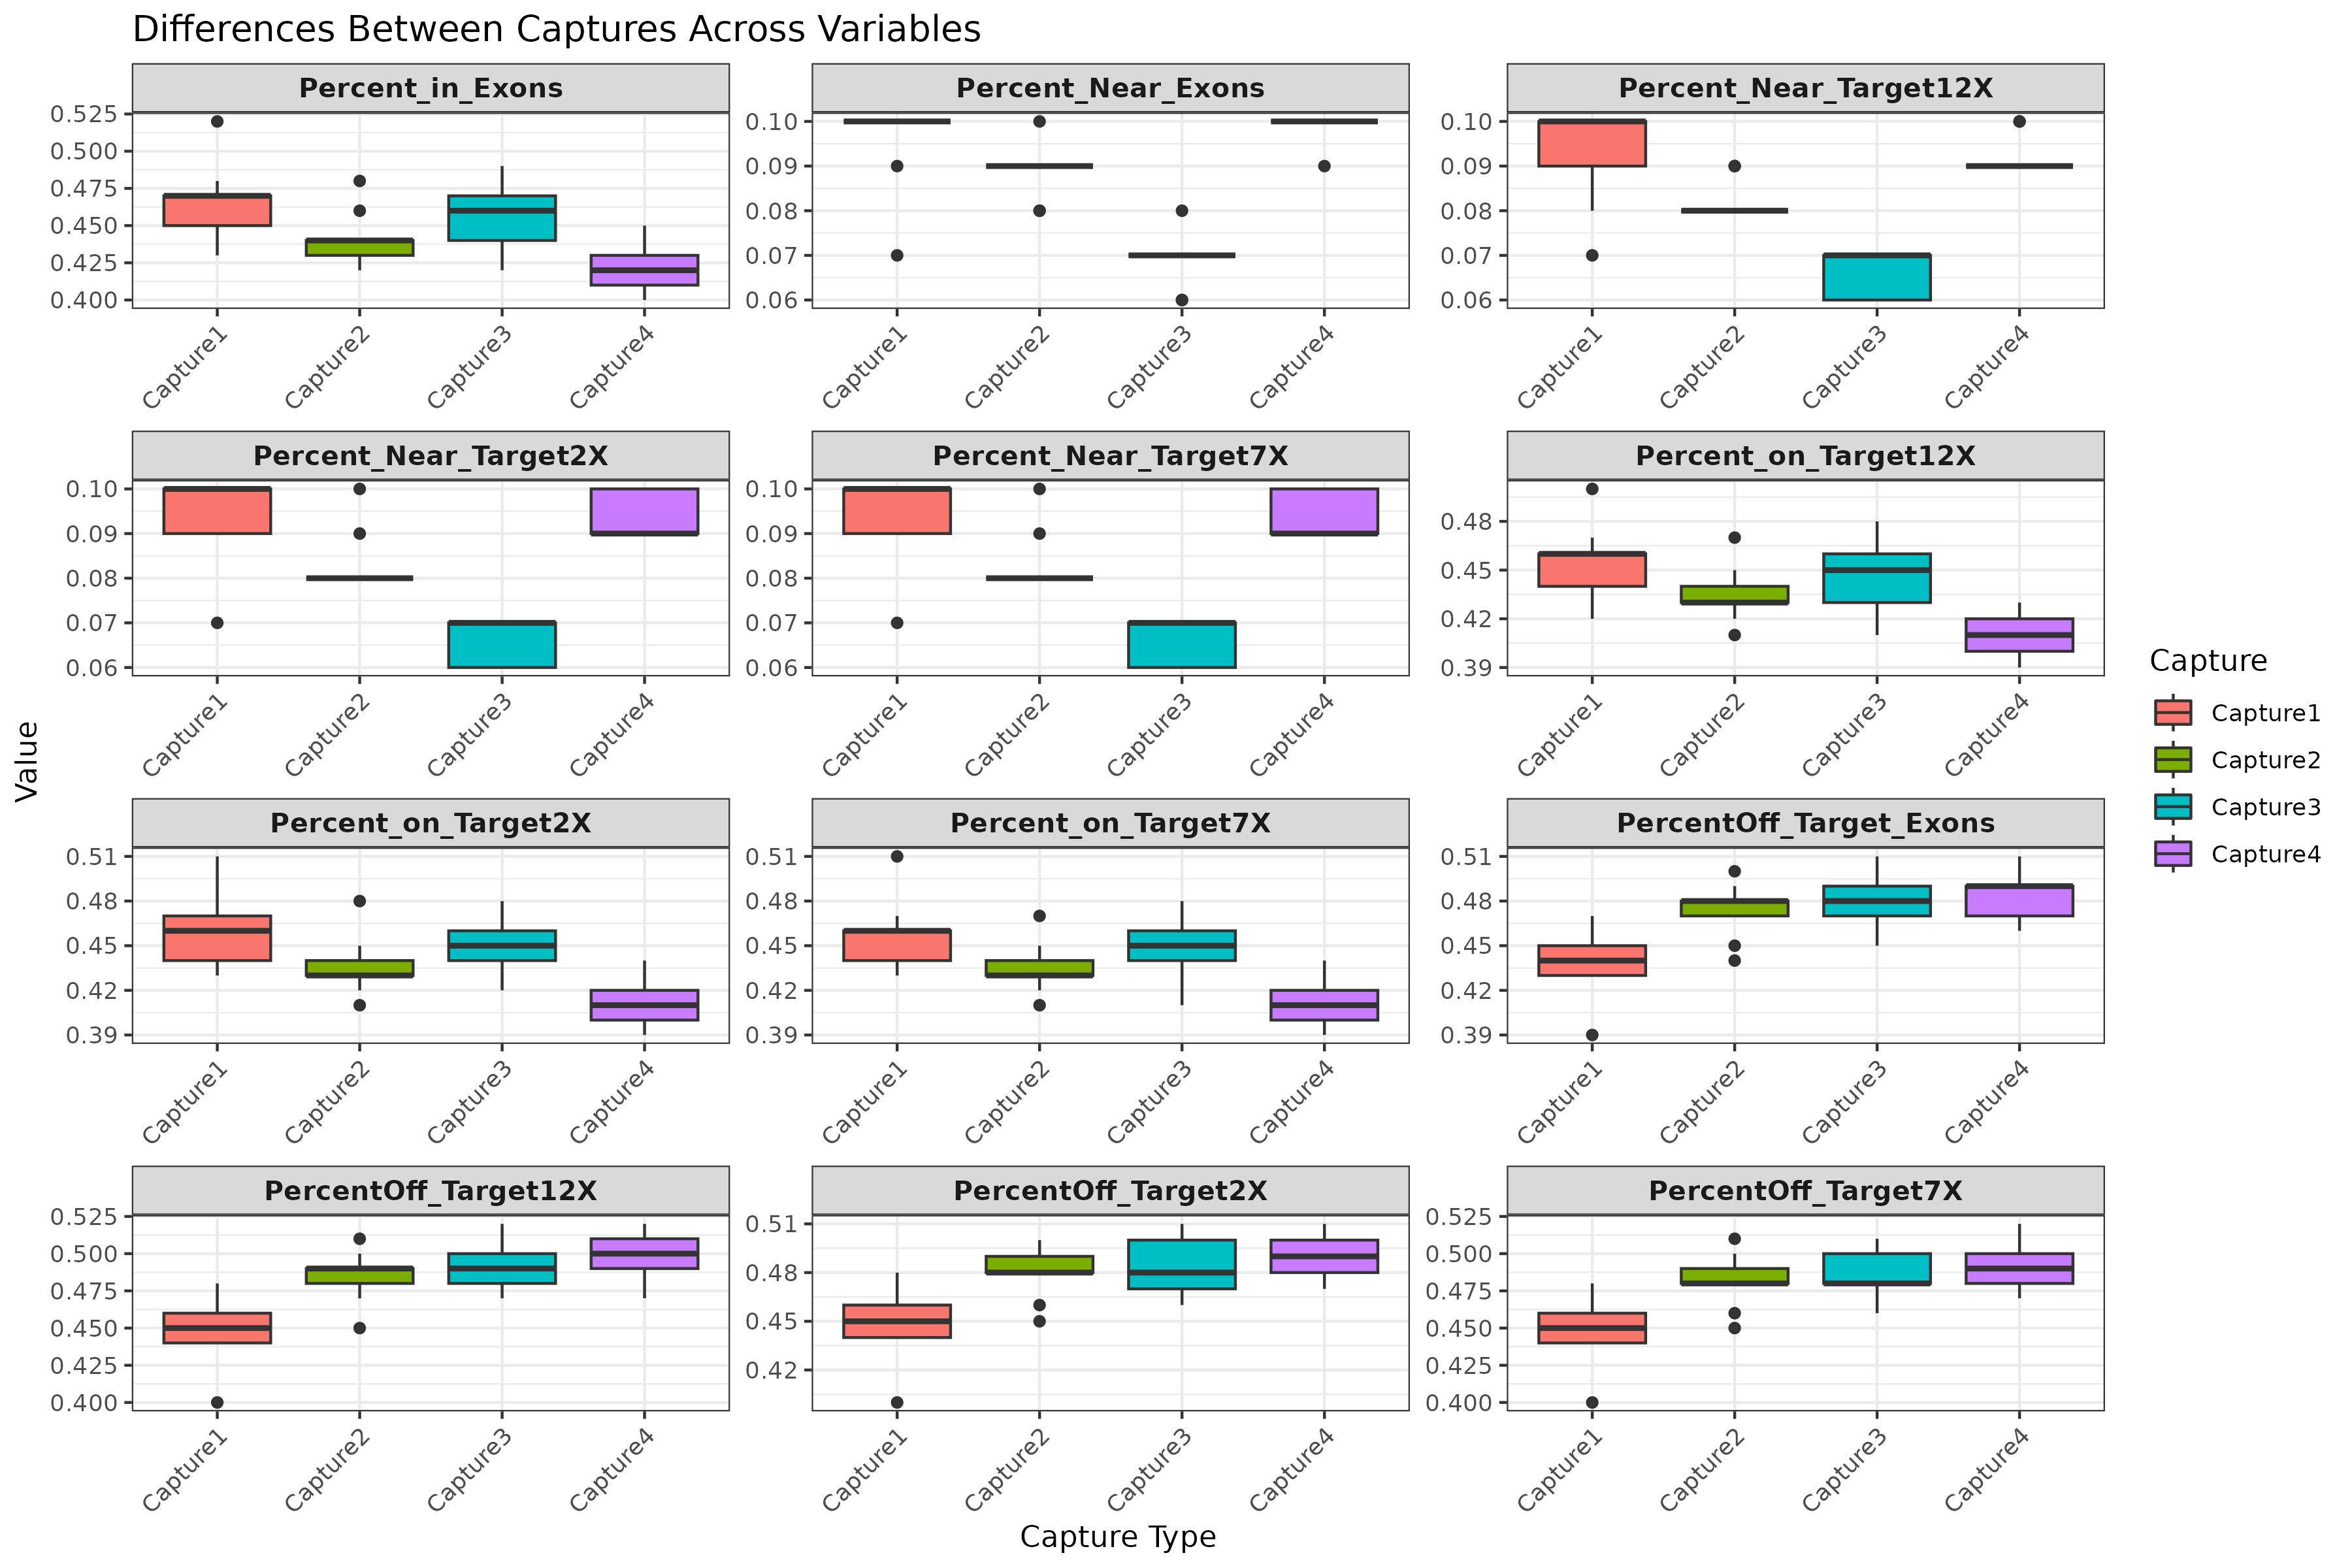 Differences Between Captures Across Variables
Percent_in_Exons
0.525
0.500
0.475
0.450
0.425
0.400
Capture1
Capture2
Capture3
Capture4
Percent_Near_Exons
0.10
0.09
0.08
0.07
0.06
Capture1
Capture2
Capture3
Capture4
Percent_Near_Target12X
0.10
0.09
0.08
0.07
0.06
Capture1
Capture2
Capture3
Capture4
Percent_Near_Target2X
0.10
0.09
0.08
0.07
0.06
Capture1
Capture2
Capture3
Capture4
Percent_Near_Target7X
0.10
0.09
0.08
0.07
0.06
Capture1
Capture2
Capture3
Capture4
Percent_on_Target12X
0.48
0.45
0.42
0.39
Capture1
Capture2
Capture3
Capture4
Percent_on_Target2X
0.51
0.48
0.45
0.42
0.39
Capture1
Capture2
Capture3
Capture4
Percent_on_Target7X
0.51
0.48
0.45
0.42
0.39
Capture1
Capture2
Capture3
Capture4
PercentOff_Target_Exons
0.51
0.48
0.45
0.42
0.39
Capture1
Capture2
Capture3
Capture4
PercentOff_Target12X
0.525
0.500
0.475
0.450
0.425
0.400
Capture1
Capture2
Capture3
Capture4
PercentOff_Target2X
0.51
0.48
0.45
0.42
Capture1
Capture2
Capture3
Capture4
PercentOff_Target7X
0.525
0.500
0.475
0.450
0.425
0.400
Capture1
Capture2
Capture3
Capture4
Value
Capture Type
Capture
Capture1
Capture2
Capture3
Capture4